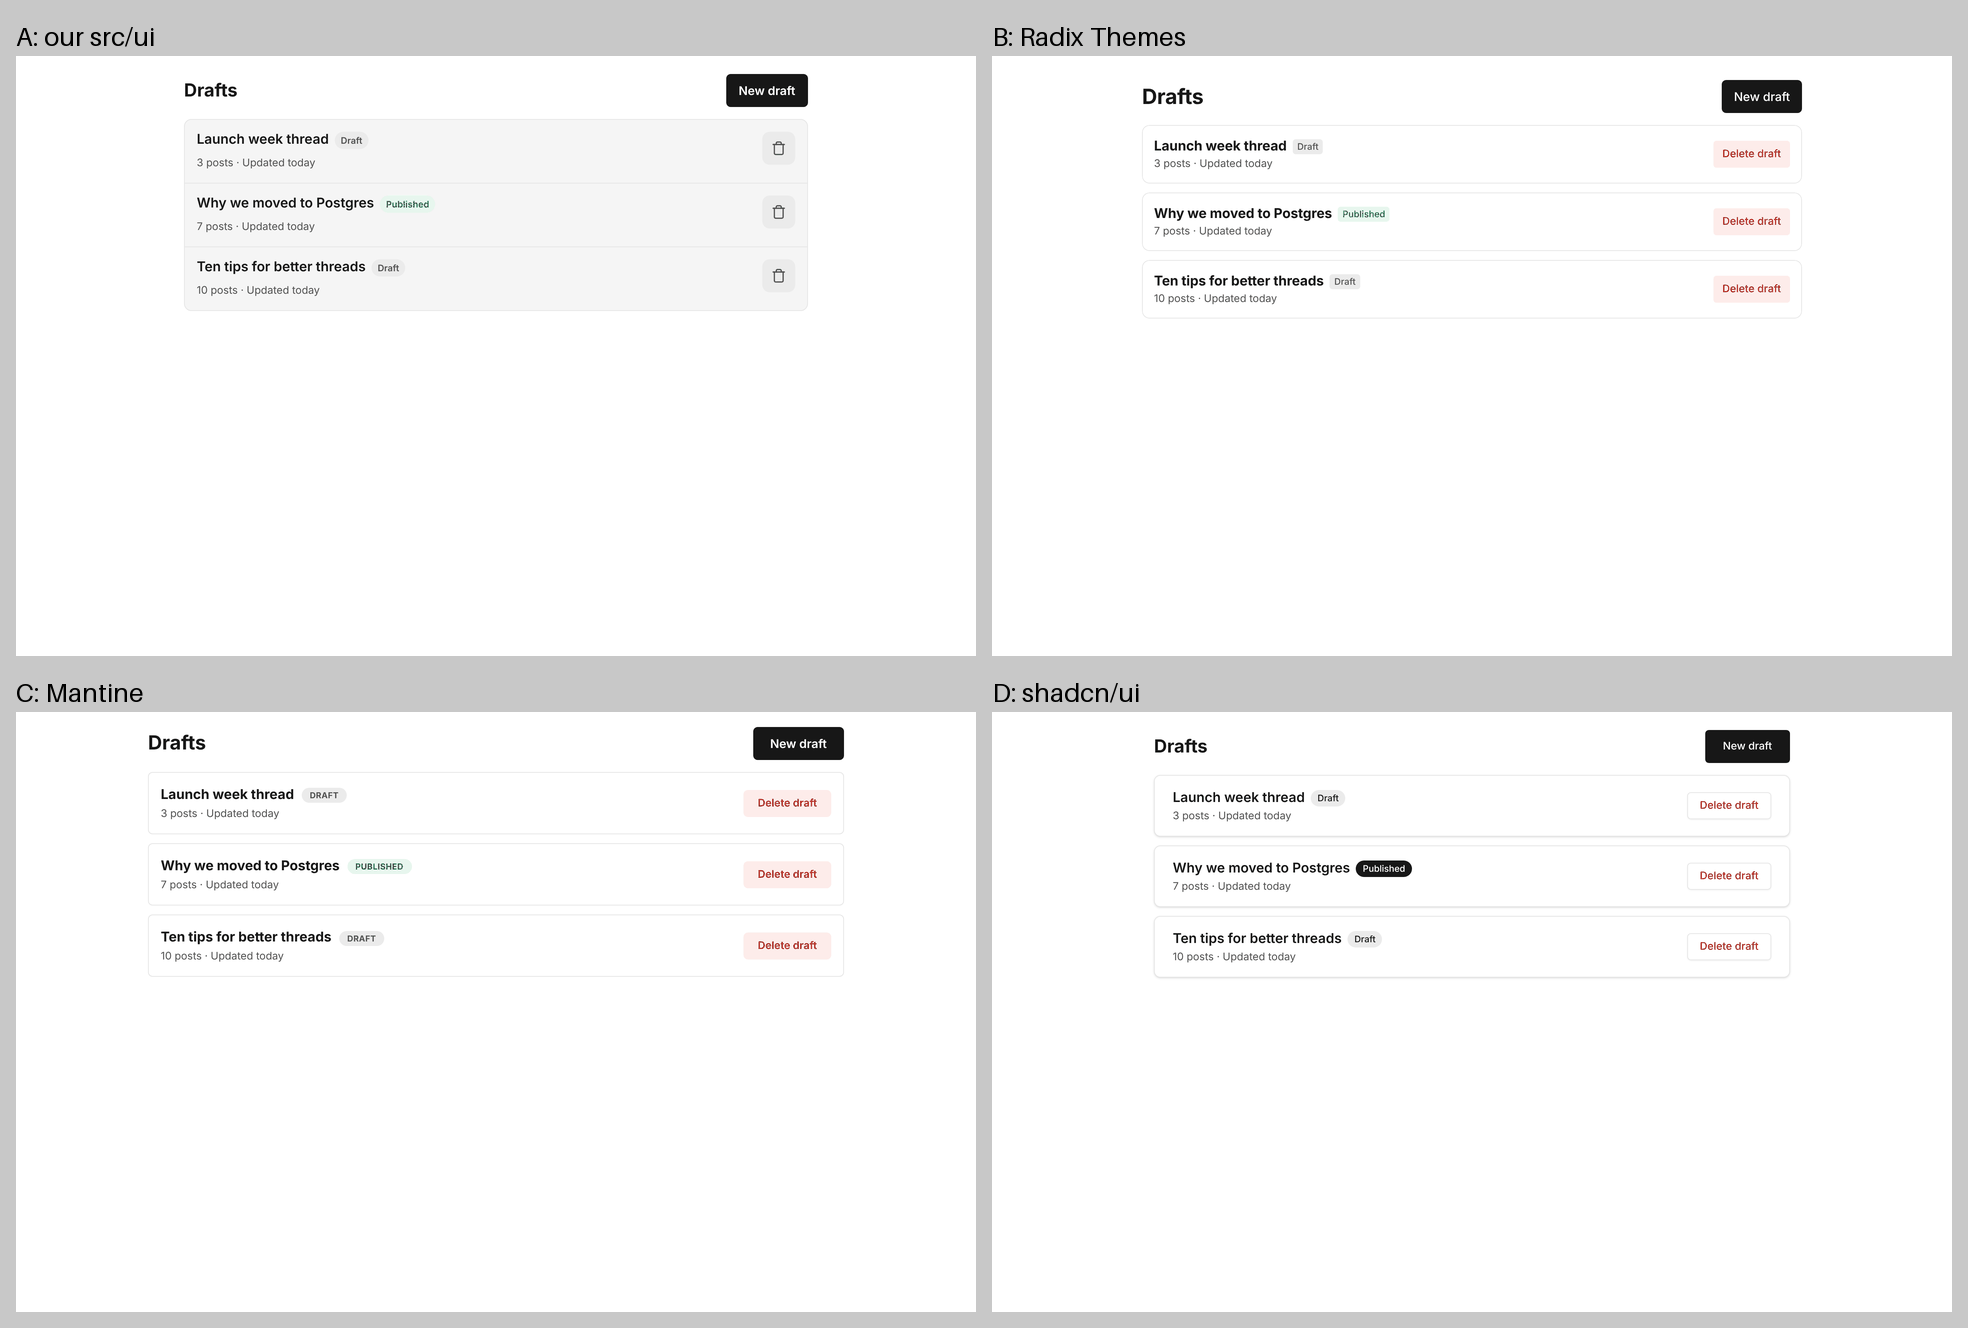 A: our src/ui
Drafts
New draft
Launch week thread Draft
3 posts · Updated today
Why we moved to Postgres Published
7 posts · Updated today
Ten tips for better threads Draft
10 posts · Updated today
B: Radix Themes
Drafts
New draft
Launch week thread Draft
3 posts · Updated today
Delete draft
Why we moved to Postgres Published
7 posts · Updated today
Delete draft
Ten tips for better threads Draft
10 posts · Updated today
Delete draft
C: Mantine
Drafts
New draft
Launch week thread DRAFT
3 posts · Updated today
Delete draft
Why we moved to Postgres PUBLISHED
7 posts · Updated today
Delete draft
Ten tips for better threads DRAFT
10 posts · Updated today
Delete draft
D: shadcn/ui
Drafts
New draft
Launch week thread Draft
3 posts · Updated today
Delete draft
Why we moved to Postgres Published
7 posts · Updated today
Delete draft
Ten tips for better threads Draft
10 posts · Updated today
Delete draft